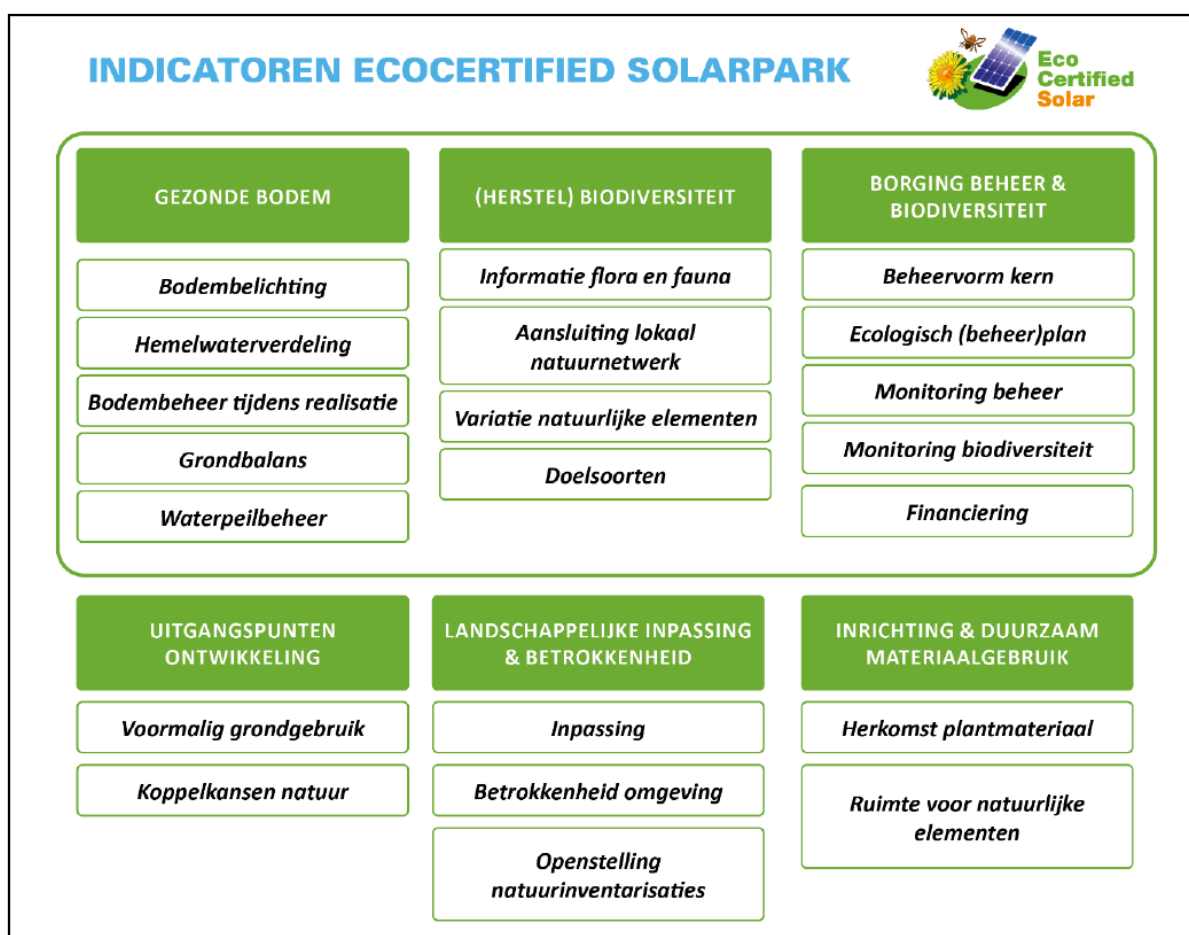 INDICATOREN ECOCERTIFIED SOLARPARK
Eco
Certified
Solar
GEZONDE BODEM
Bodembelichting
Hemelwaterverdeling
Bodembeheer tijdens realisatie
Grondbalans
Waterpeilbeheer
(HERSTEL) BIODIVERSITEIT
Informatie flora en fauna
Aansluiting lokaal
natuurnetwerk
Variatie natuurlijke elementen
Doelsoorten
BORGING BEHEER &
BIODIVERSITEIT
Beheervorm kern
Ecologisch (beheer)plan
Monitoring beheer
Monitoring biodiversiteit
Financiering
UITGANGSPUNTEN
ONTWIKKELING
Voormalig grondgebruik
Koppelkansen natuur
LANDSCHAPPELIJKE INPASSING
& BETROKKENHEID
Inpassing
Betrokkenheid omgeving
Openstelling
natuurinventarisaties
INRICHTING & DUURZAAM
MATERIAALGEBRUIK
Herkomst plantmateriaal
Ruimte voor natuurlijke
elementen